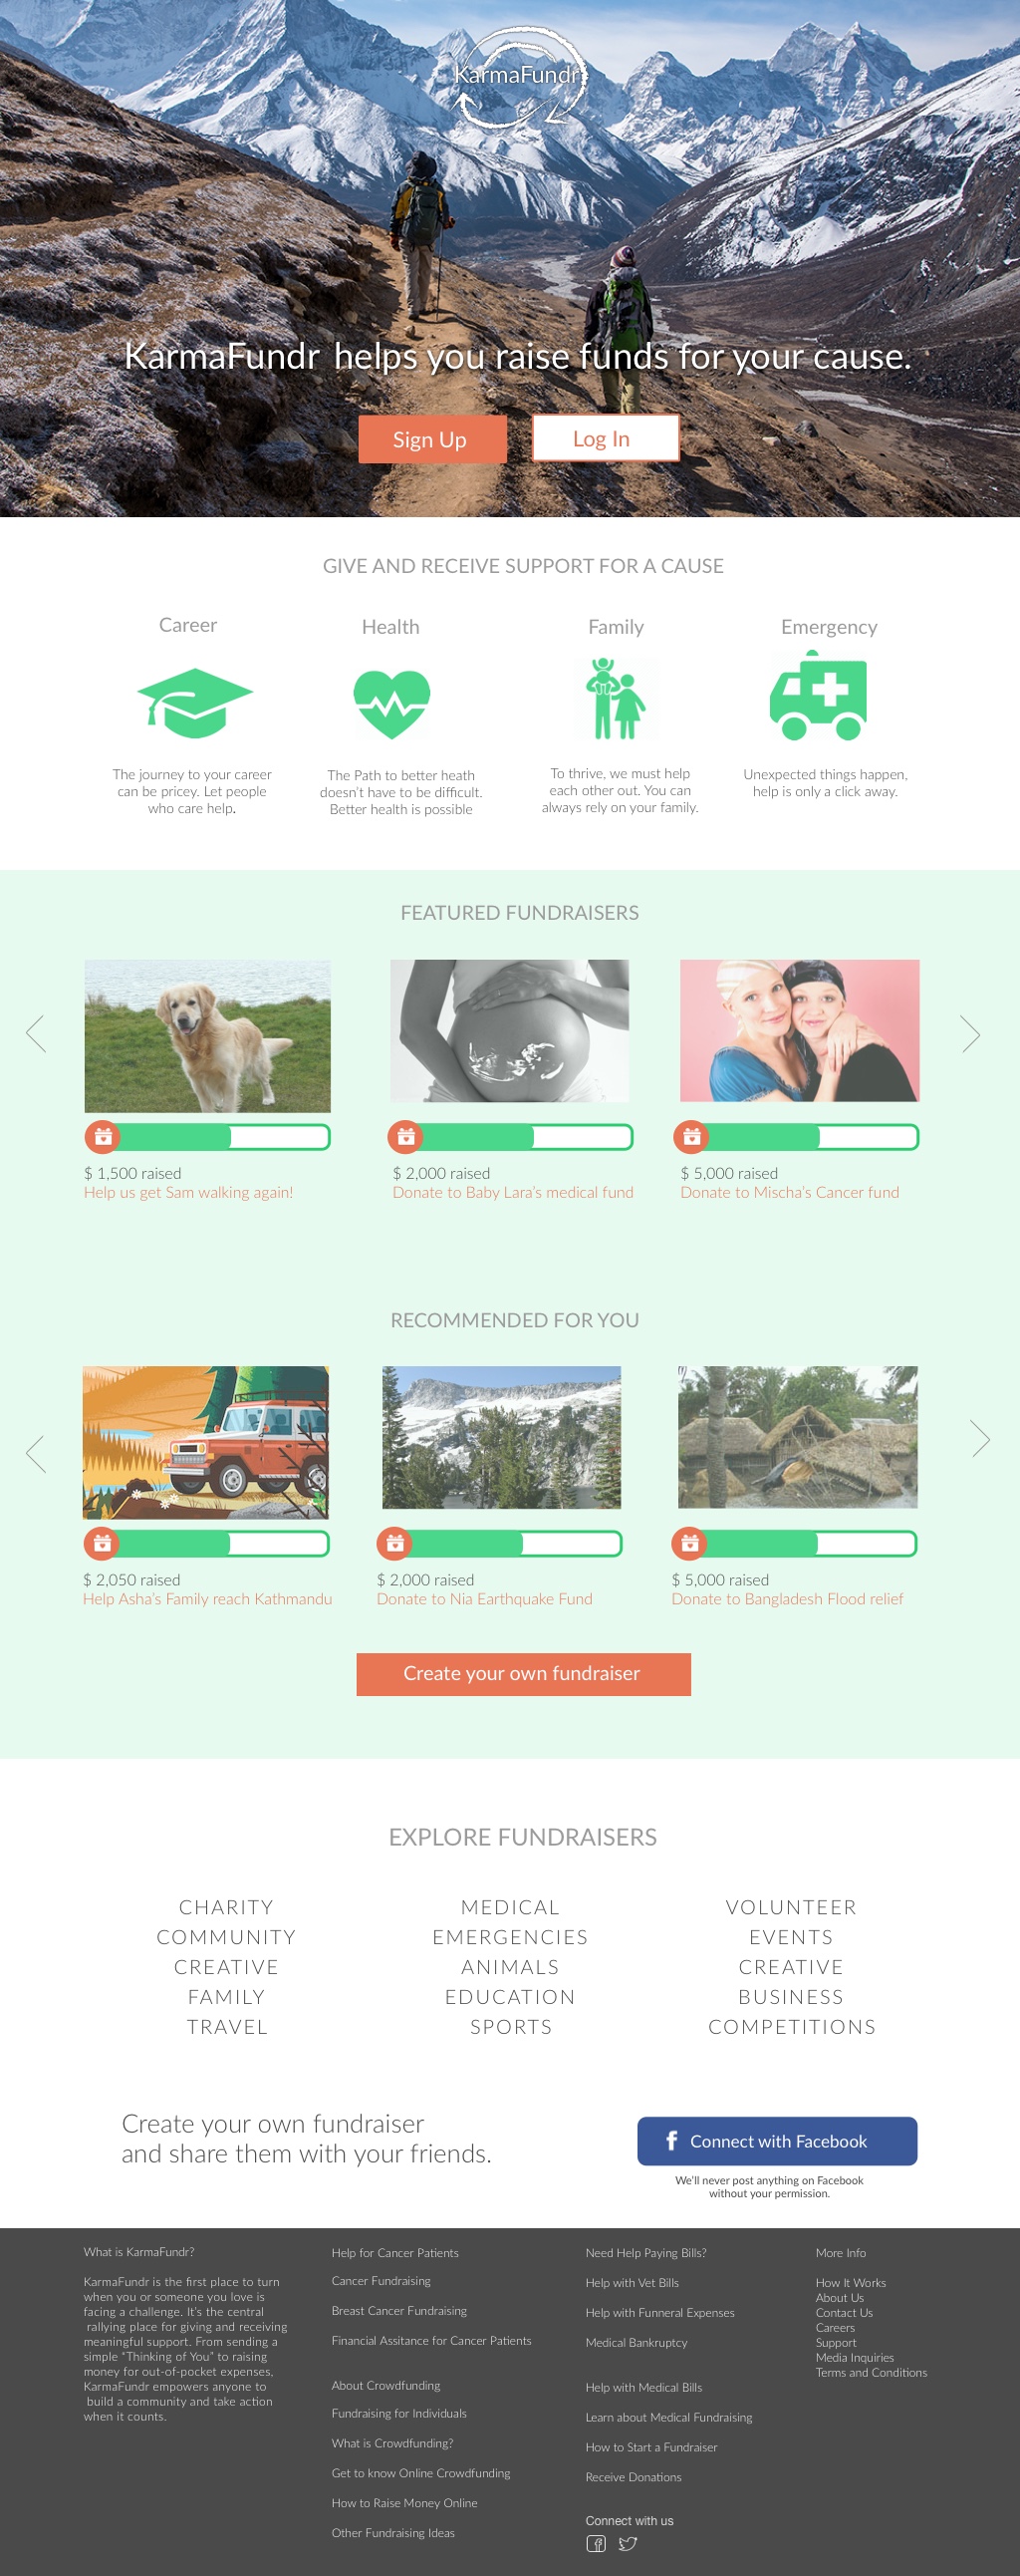 KarmaFundr
KarmaFundr helps you raise funds for your cause.
Sign Up
Log In
GIVE AND RECEIVE SUPPORT FOR A CAUSE
Career
The journey to your career
can be pricey. Let people
who care help.
Health
The Path to better heath
doesn't have to be difficult.
Better health is possible
Family
To thrive, we must help
each other out. You can
always rely on your family.
Emergency
Unexpected things happen,
help is only a click away.
FEATURED FUNDRAISERS
$ 1,500 raised
Help us get Sam walking again!
$ 2,000 raised
Donate to Baby Lara's medical fund
$ 5,000 raised
Donate to Mischa's Cancer fund
RECOMMENDED FOR YOU
$ 2,050 raised
Help Asha's Family reach Kathmandu
$ 2,000 raised
Donate to Nia Earthquake Fund
$ 5,000 raised
Donate to Bangladesh Flood relief
Create your own fundraiser
EXPLORE FUNDRAISERS
CHARITY
COMMUNITY
CREATIVE
FAMILY
TRAVEL
MEDICAL
EMERGENCIES
ANIMALS
EDUCATION
SPORTS
VOLUNTEER
EVENTS
CREATIVE
BUSINESS
COMPETITIONS
Create your own fundraiser
and share them with your friends.
f Connect with Facebook
We'll never post anything on Facebook
without your permission.
What is KarmaFundr?
KarmaFundr is the first place to turn
when you or someone you love is
facing a challenge. It's the central
rallying place for giving and receiving
meaningful support. From sending a
simple "Thinking of You" to raising
money for out-of-pocket expenses,
KarmaFundr empowers anyone to
build a community and take action
when it counts.
Help for Cancer Patients
Cancer Fundraising
Breast Cancer Fundraising
Financial Assitance for Cancer Patients
About Crowdfunding
Fundraising for Individuals
What is Crowdfunding?
Get to know Online Crowdfunding
How to Raise Money Online
Other Fundraising Ideas
Need Help Paying Bills?
Help with Vet Bills
Help with Funneral Expenses
Medical Bankruptcy
Help with Medical Bills
Learn about Medical Fundraising
How to Start a Fundraiser
Receive Donations
Connect with us
More Info
How It Works
About Us
Contact Us
Careers
Support
Media Inquiries
Terms and Conditions